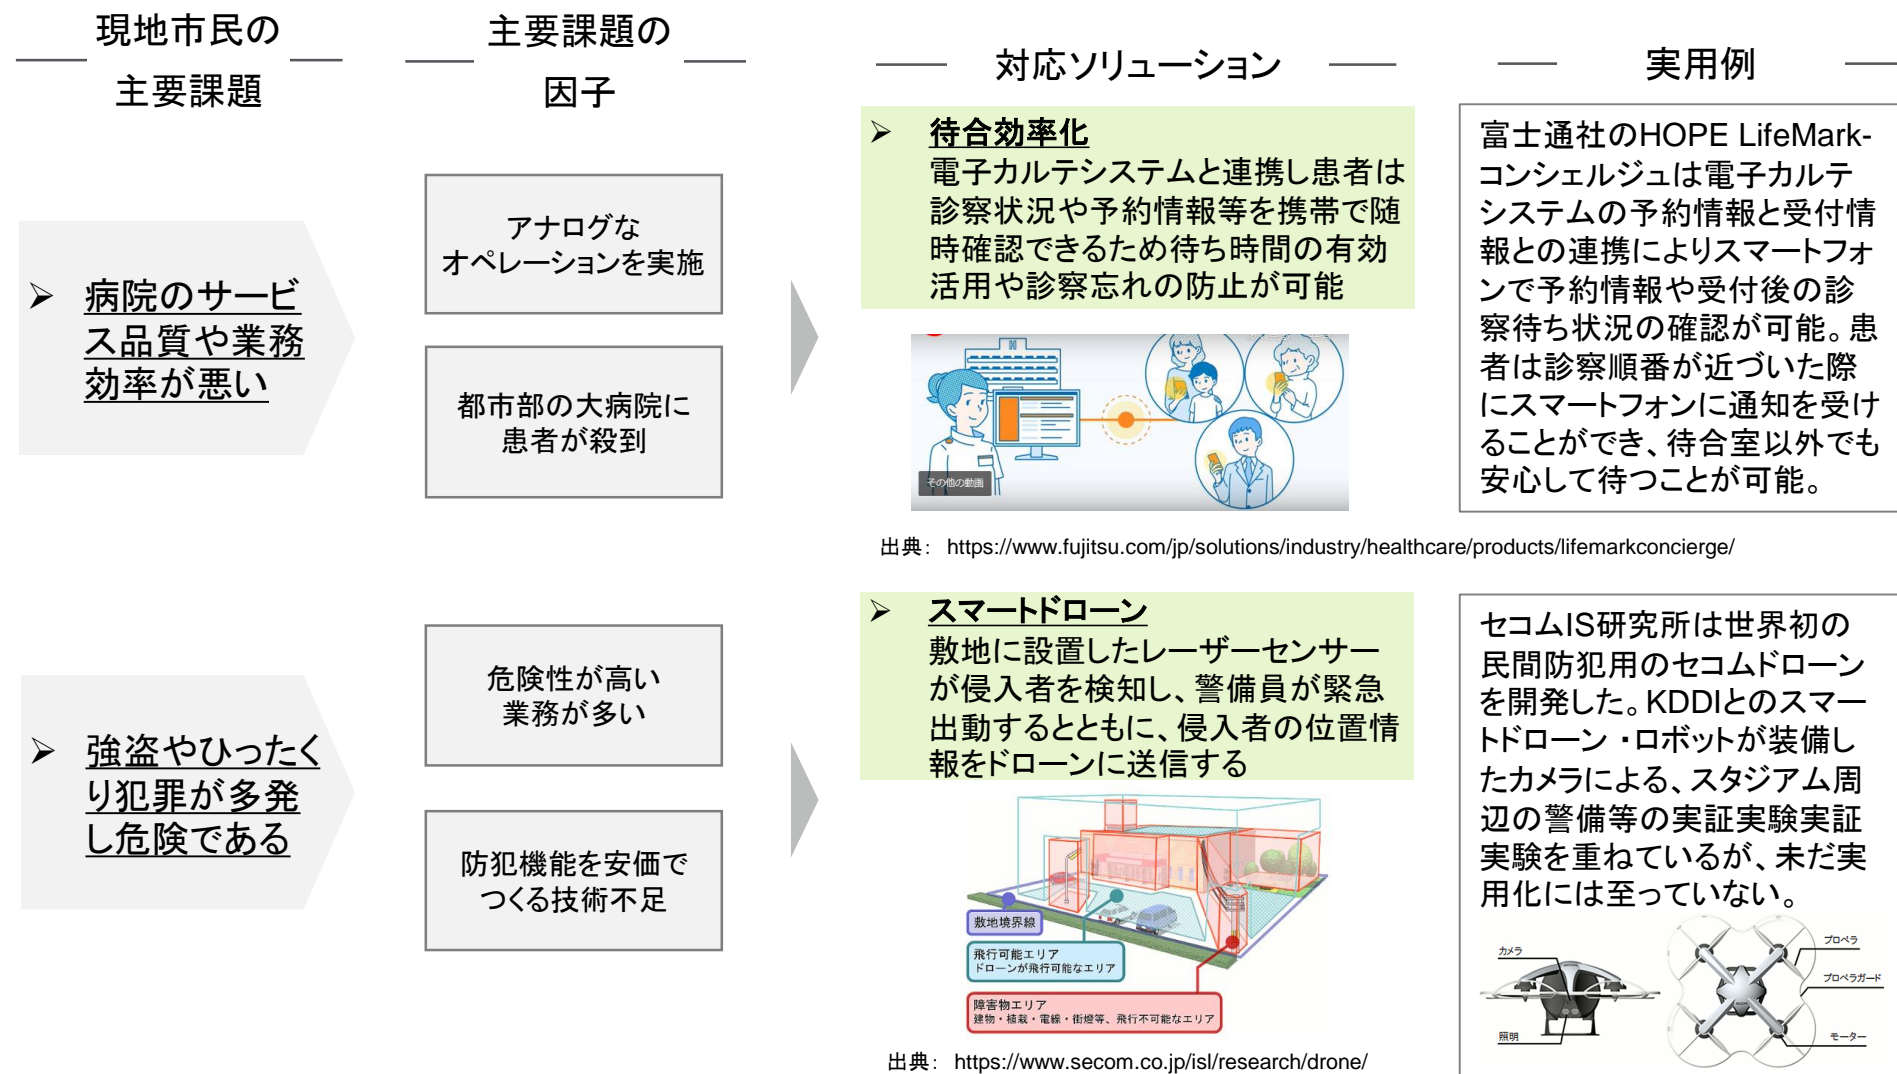 現地市民の
主要課題
主要課題の
因子
対応ソリューション
実用例
➢ 病院のサービ
ス品質や業務
効率が悪い
アナログな
オペレーションを実施
都市部の大病院に
患者が殺到
➢ 待合効率化
電子カルテシステムと連携し患者は
診察状況や予約情報等を携帯で随
時確認できるため待ち時間の有効
活用や診察忘れの防止が可能
H
その他の動画
富士通社のHOPE LifeMark-
コンシェルジュは電子カルテ
システムの予約情報と受付情
報との連携によりスマートフォ
ンで予約情報や受付後の診
察待ち状況の確認が可能。患
者は診察順番が近づいた際
にスマートフォンに通知を受け
ることができ、待合室以外でも
安心して待つことが可能。
出典： https://www.fujitsu.com/jp/solutions/industry/healthcare/products/lifemarkconcierge/
➢ 強盗やひったく
り犯罪が多発
し危険である
危険性が高い
業務が多い
防犯機能を安価で
つくる技術不足
➢ スマートドローン
敷地に設置したレーザーセンサー
が侵入者を検知し、警備員が緊急
出動するとともに、侵入者の位置情
報をドローンに送信する
敷地境界線
飛行可能エリア
ドローンが飛行可能なエリア
障害物エリア
建物・植栽・電線・街燈等、飛行不可能なエリア
出典： https://www.secom.co.jp/isl/research/drone/
セコムIS研究所は世界初の
民間防犯用のセコムドローン
を開発した。KDDIとのスマー
トドローン ・ロボットが装備し
たカメラによる、スタジアム周
辺の警備等の実証実験実証
実験を重ねているが、未だ実
用化には至っていない。
カメラ
照明
プロペラ
プロペラガード
モーター